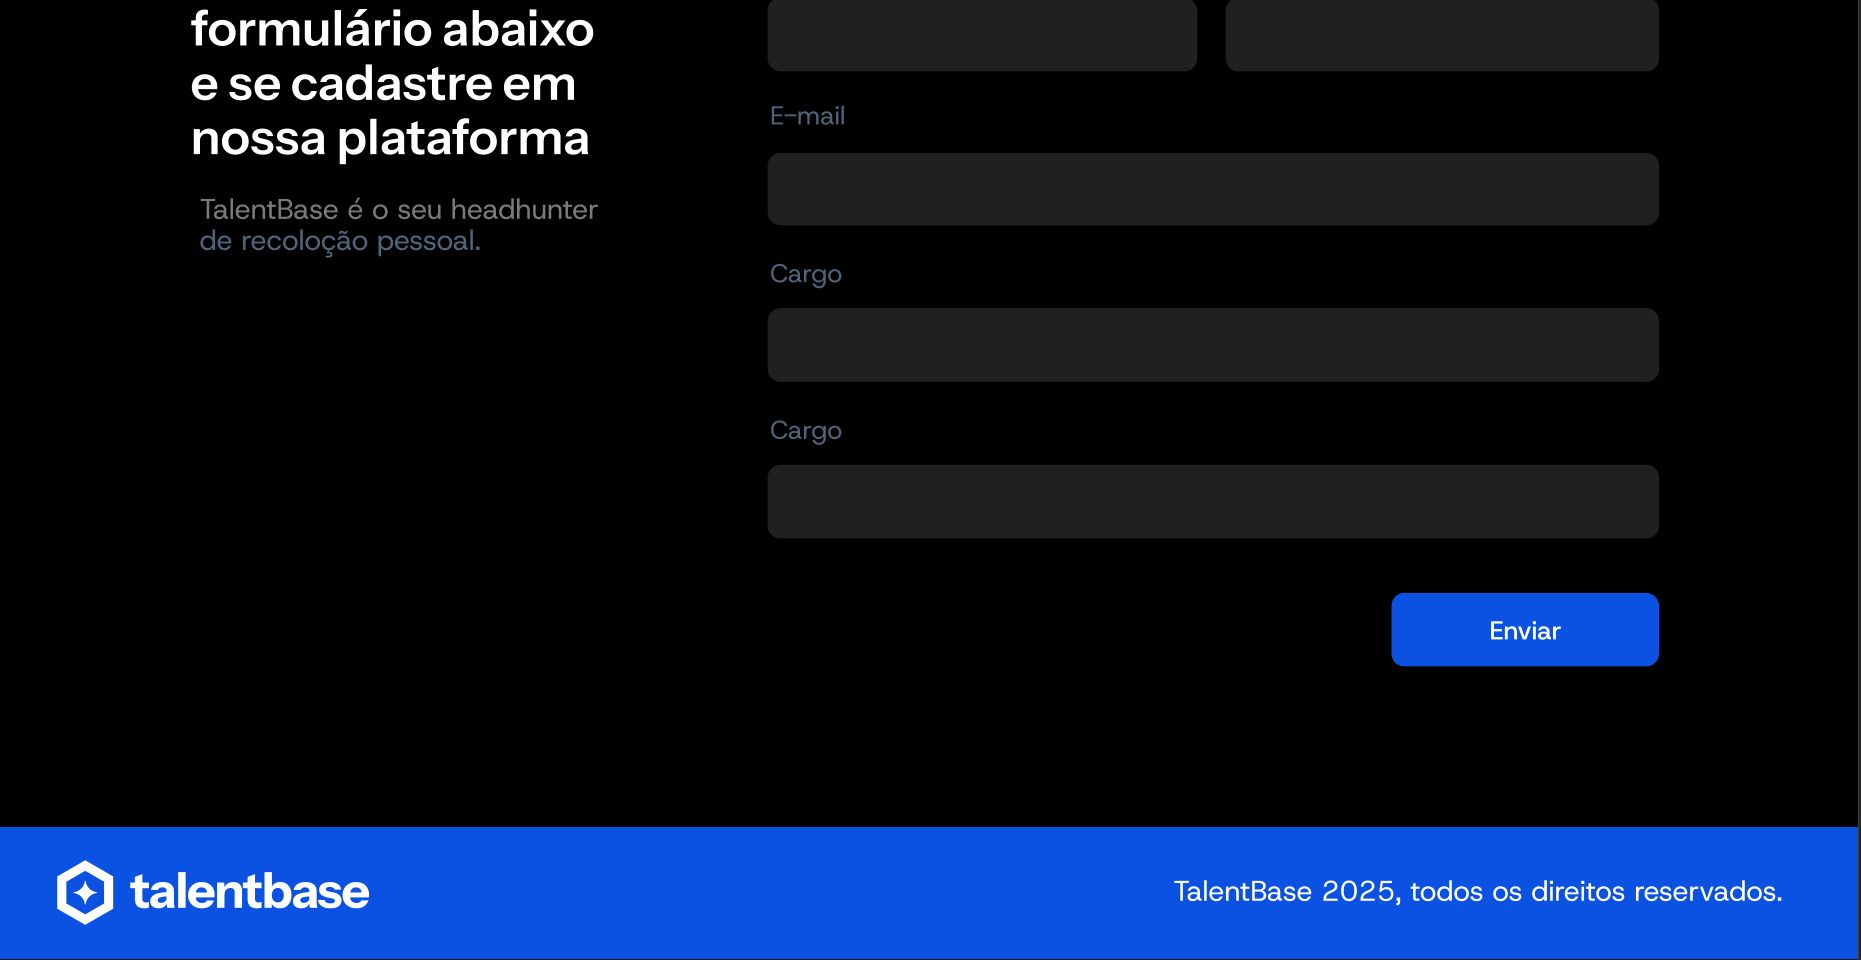 formulário abaixo
e se cadastre em
nossa plataforma
TalentBase é o seu headhunter
de recoloção pessoal.
E-mail
Cargo
Cargo
Enviar
talentbase
TalentBase 2025, todos os direitos reservados.